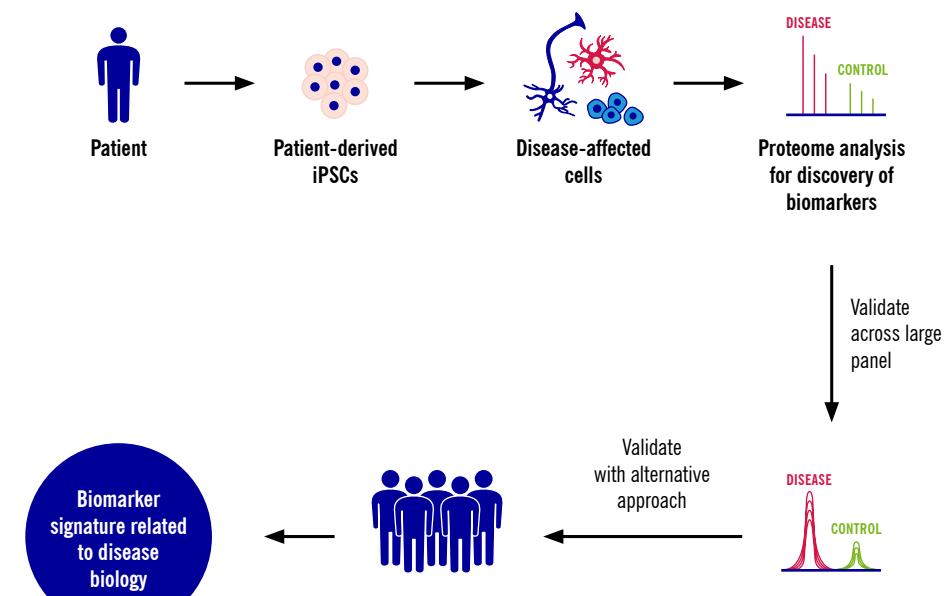 DISEASE
CONTROL
Patient
Patient-derived
iPSCs
Disease-affected
cells
Proteome analysis
for discovery of
biomarkers
Validate
across large
panel
Validate
with alternative
approach
DISEASE
CONTROL
Biomarker
signature related
to disease
biology